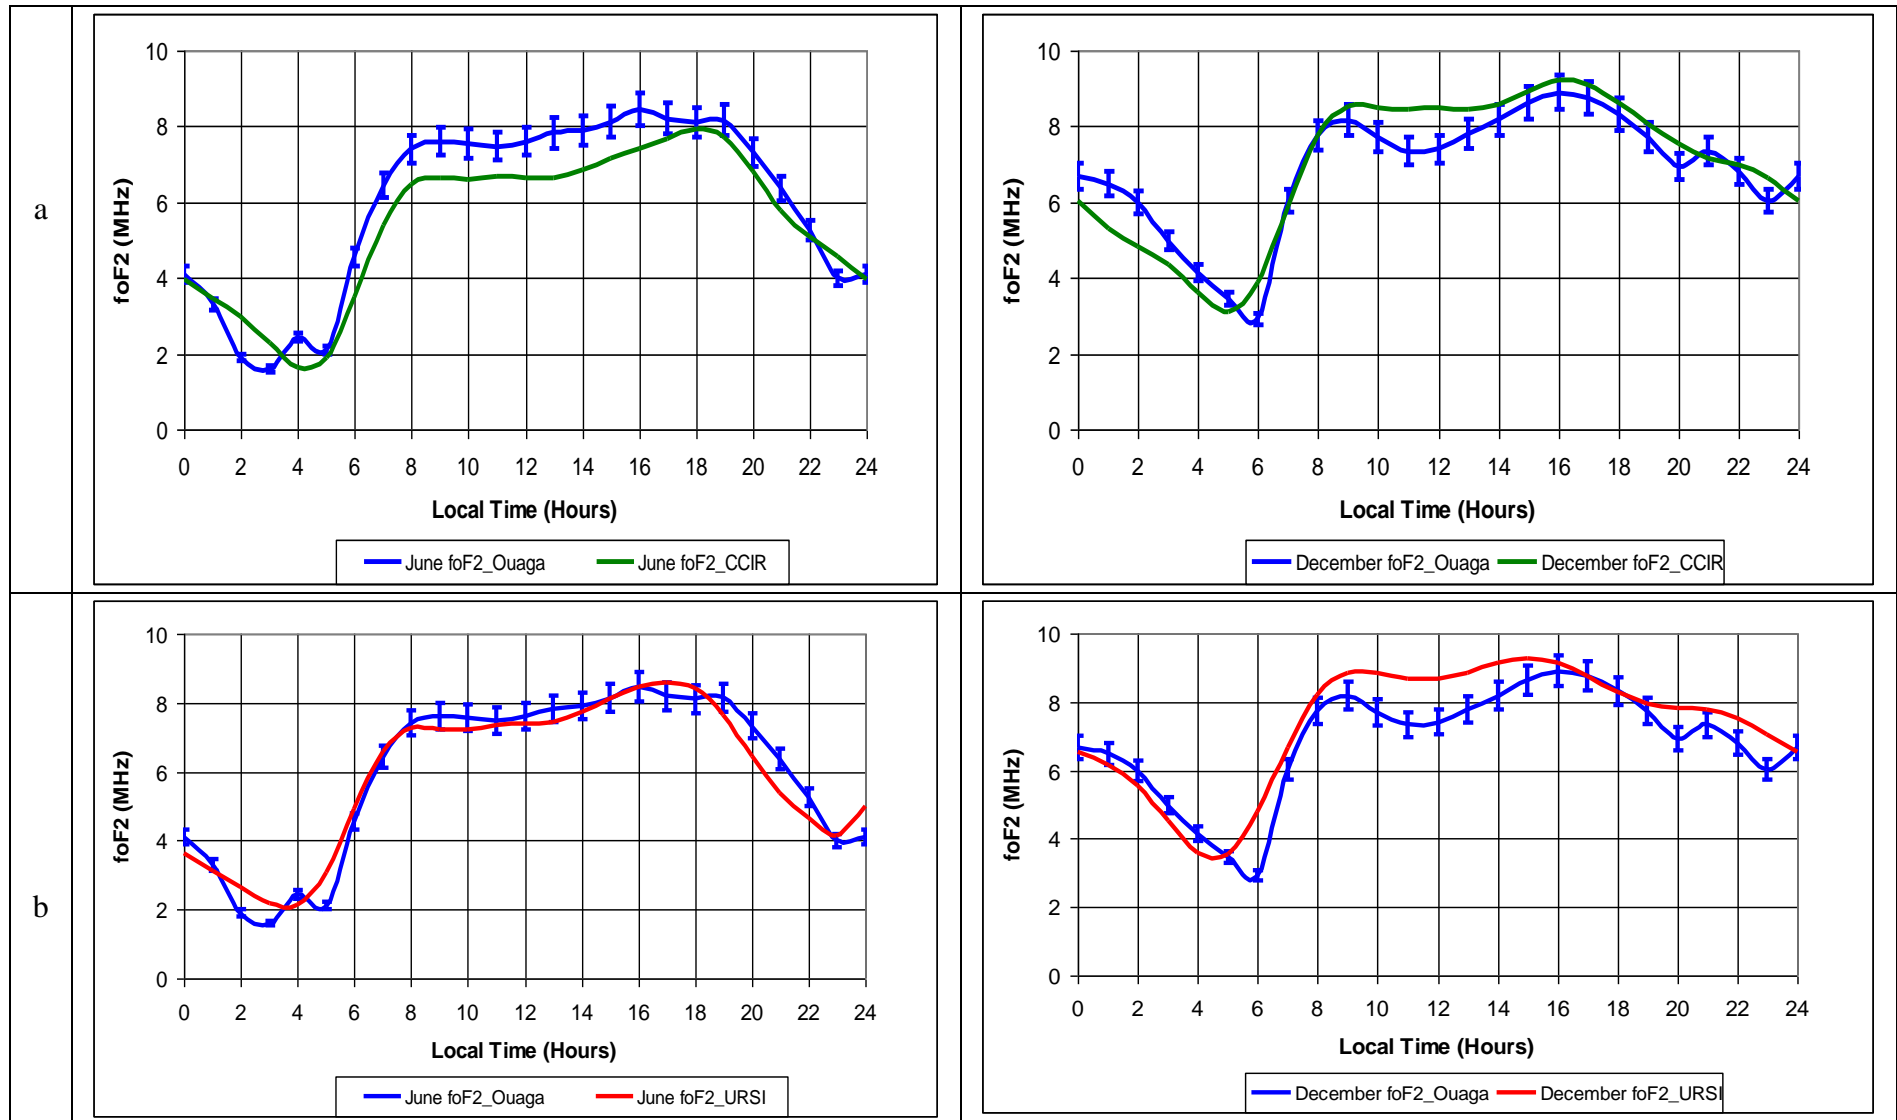 a
foF2 (MHz)
10
8
6
4
2
0
0 2 4 6 8 10 12 14 16 18 20 22 24
Local Time (Hours)
June foF2_Ouaga June foF2_CCIR
foF2 (MHz)
10
8
6
4
2
0
0 2 4 6 8 10 12 14 16 18 20 22 24
Local Time (Hours)
December foF2_Ouaga December foF2_CCIR
b
foF2 (MHz)
10
8
6
4
2
0
0 2 4 6 8 10 12 14 16 18 20 22 24
Local Time (Hours)
June foF2_Ouaga June foF2_URSI
foF2 (MHz)
10
8
6
4
2
0
0 2 4 6 8 10 12 14 16 18 20 22 24
Local Time (Hours)
December foF2_Ouaga December foF2_URSI